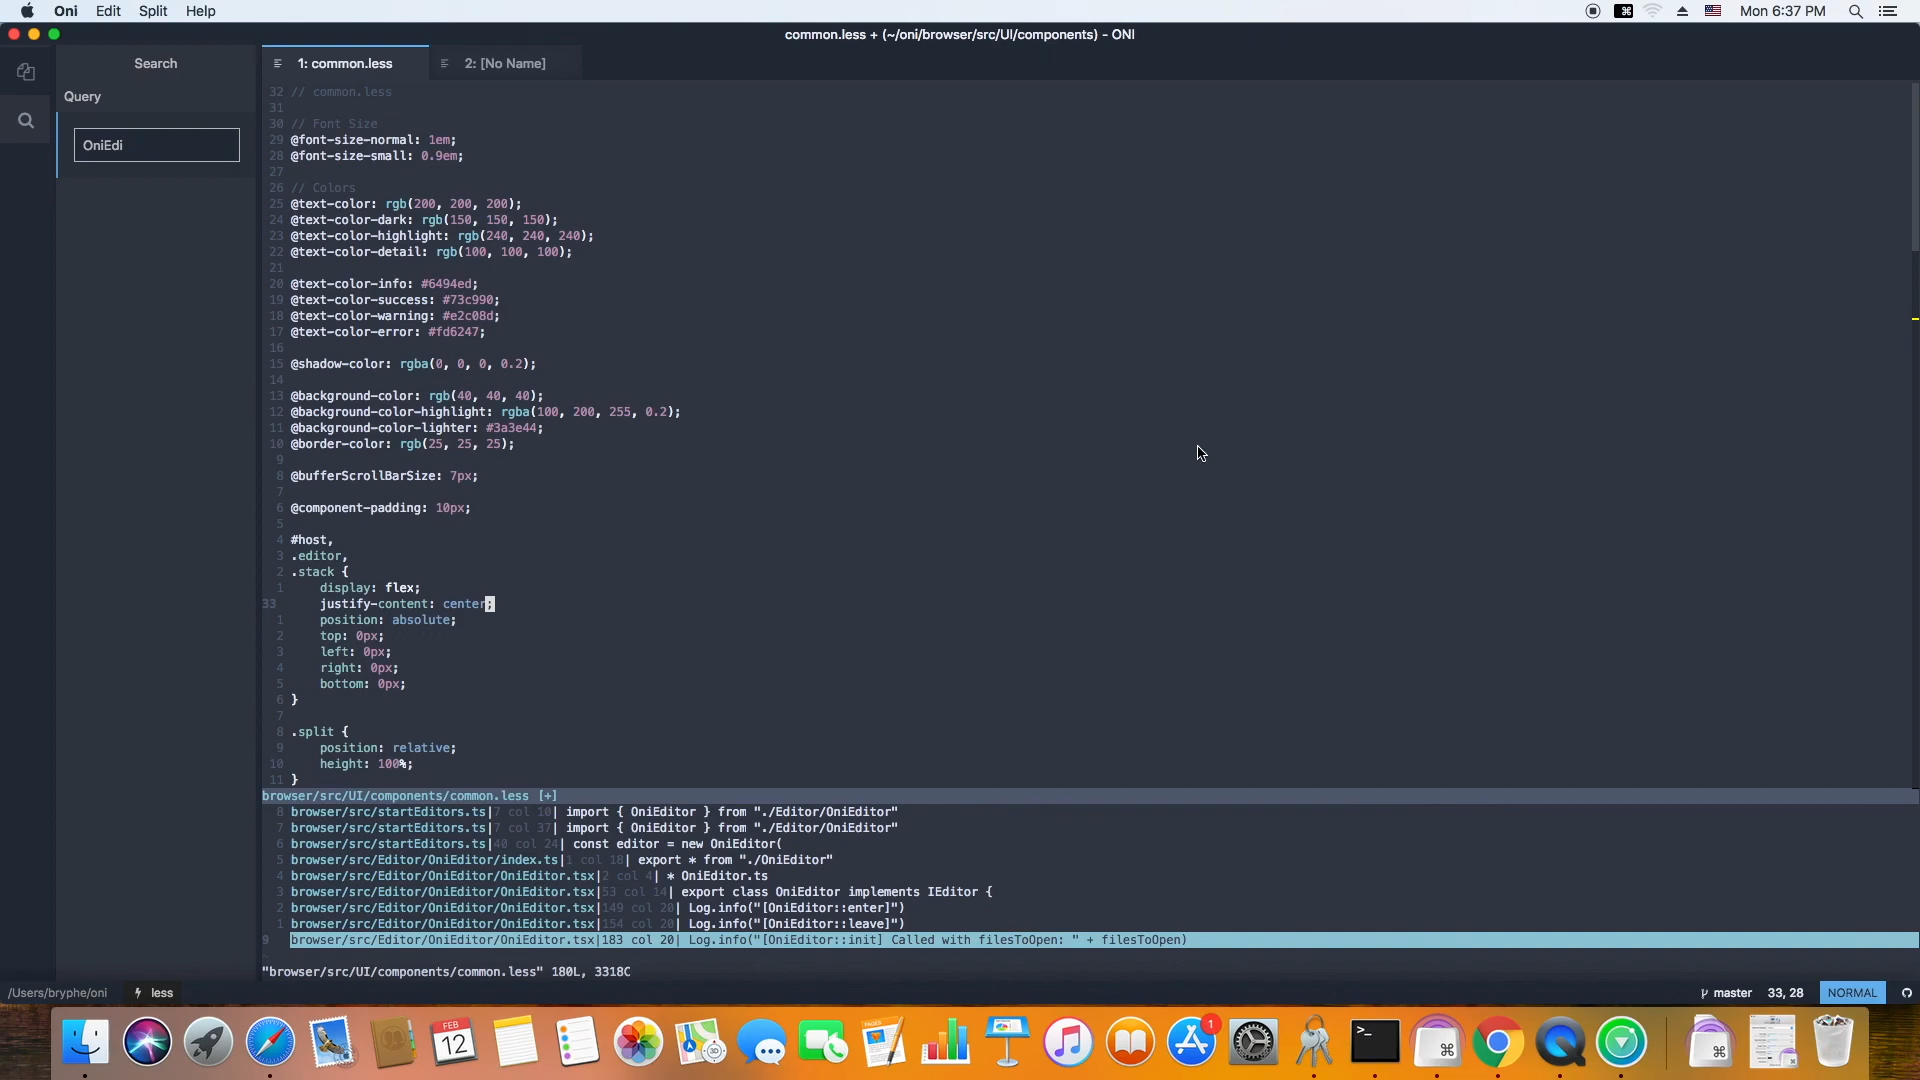 Oni Edit Split Help
Mon 6:37 PM
common.less + (~/oni/browser/src/UI/components) - ONI
Search
Query
OniEdi
1: common.less
2: [No Name]
32 // common.less
31
30 // Font Size
29 @font-size-normal: 1em;
28 @font-size-small: 0.9em;
27
26 // Colors
25 @text-color: rgb(200, 200, 200);
24 @text-color-dark: rgb(150, 150, 150);
23 @text-color-highlight: rgb(240, 240, 240);
22 @text-color-detail: rgb(100, 100, 100);
21
20 @text-color-info: #6494ed;
19 @text-color-success: #73c990;
18 @text-color-warning: #e2c08d;
17 @text-color-error: #fd6247;
16
15 @shadow-color: rgba(0, 0, 0, 0.2);
14
13 @background-color: rgb(40, 40, 40);
12 @background-color-highlight: rgba(100, 200, 255, 0.2);
11 @background-color-lighter: #3a3e44;
10 @border-color: rgb(25, 25, 25);
9
8 @bufferScrollBarSize: 7px;
7
6 @component-padding: 10px;
5
4 #host,
3 .editor,
2 .stack {
1 display: flex;
33 justify-content: center;
1 position: absolute;
2 top: 0px;
3 left: 0px;
4 right: 0px;
5 bottom: 0px;
6 }
7
8 .split {
9 position: relative;
10 height: 100%;
11 }
browser/src/UI/components/common.less [+]
8 browser/src/startEditors.ts|7 col 10| import { OniEditor } from "./Editor/OniEditor"
7 browser/src/startEditors.ts|7 col 37| import { OniEditor } from "./Editor/OniEditor"
6 browser/src/startEditors.ts|40 col 24| const editor = new OniEditor(
5 browser/src/Editor/OniEditor/index.ts|1 col 18| export * from "./OniEditor"
4 browser/src/Editor/OniEditor/OniEditor.tsx|2 col 4| * OniEditor.ts
3 browser/src/Editor/OniEditor/OniEditor.tsx|53 col 14| export class OniEditor implements IEditor {
2 browser/src/Editor/OniEditor/OniEditor.tsx|149 col 20| Log.info("[OniEditor::enter]")
1 browser/src/Editor/OniEditor/OniEditor.tsx|154 col 20| Log.info("[OniEditor::leave]")
9 browser/src/Editor/OniEditor/OniEditor.tsx|183 col 20| Log.info("[OniEditor::init] Called with filesToOpen: " + filesToOpen)
"browser/src/UI/components/common.less" 180L, 3318C
/Users/bryphe/oni less master 33, 28 NORMAL
FEB
12
PAGES
3D
1
>_